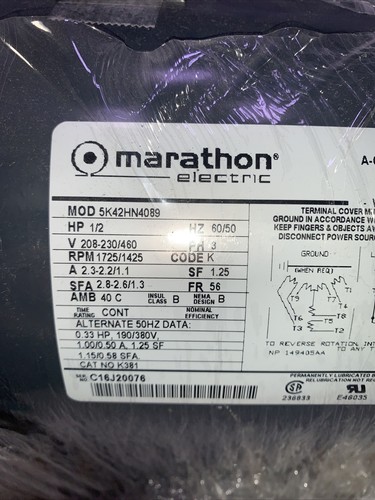 marathon®
electric
A-
MOD 5K42HN4089
HP 1/2 HZ 60/50
V 208-230/460 PH 3
RPM 1725/1425 CODE K
A 2.3-2.2/1.1 SF 1.25
SFA 2.8-2.6/1.3 FR 56
AMB 40 C INSUL CLASS B NEMA DESIGN B
TIME RATING CONT NOMINAL EFFICIENCY
ALTERNATE 50HZ DATA:
0.33 HP, 190/380V,
1.00/0.50 A, 1.25 SF
1.15/0.58 SFA
CAT NO K381
SER. NO C16J20076
TERMINAL COVER M
GROUND IN ACCORDANCE W
KEEP FINGERS & OBJECTS A
DISCONNECT POWER SOUR
GROUND
(WHEN REQ)
T1
T7
T9
T5
T4
T6
T8
T3
T2
TO REVERSE ROTATION, INT
TO ANY T
NP 149405AA
PERMANENTLY LUBRICATED B
RELUBRICATION NOT REQ
236833
E46035